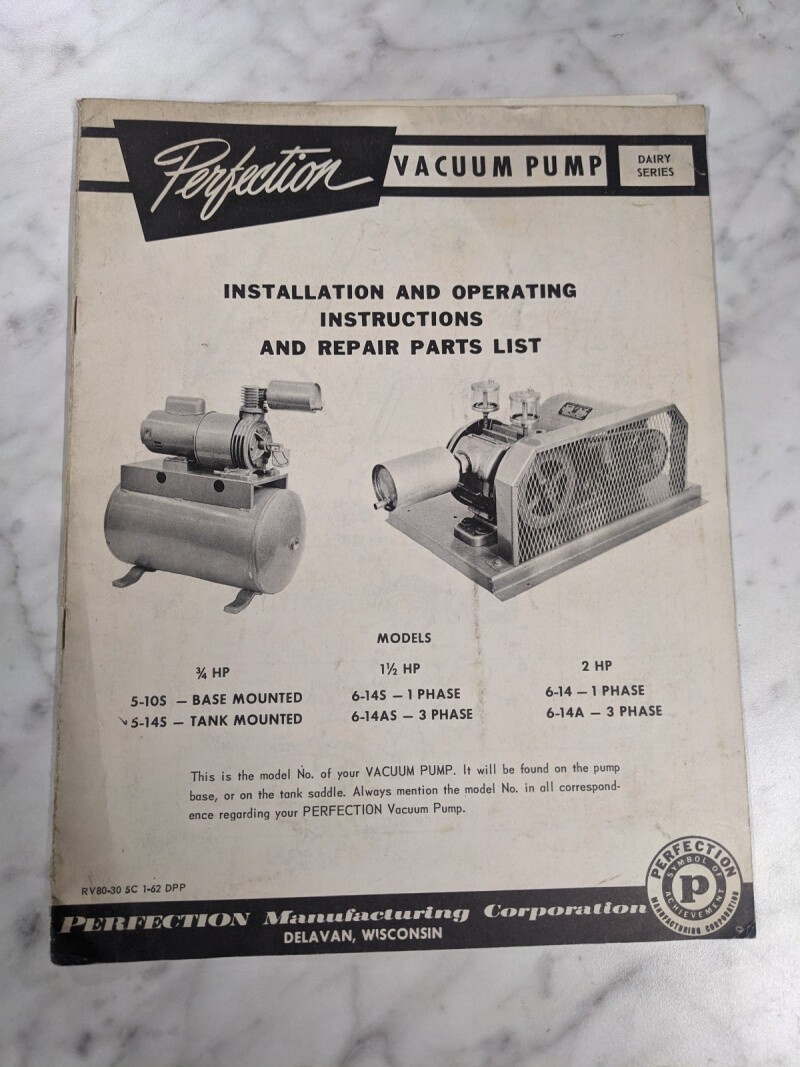 Perfection VACUUM PUMP DAIRY SERIES
INSTALLATION AND OPERATING
INSTRUCTIONS
AND REPAIR PARTS LIST
MODELS
¾ HP
5-10S — BASE MOUNTED
5-14S — TANK MOUNTED
1½ HP
6-14S — 1 PHASE
6-14AS — 3 PHASE
2 HP
6-14 — 1 PHASE
6-14A — 3 PHASE
This is the model No. of your VACUUM PUMP. It will be found on the pump
base, or on the tank saddle. Always mention the model No. in all correspond-
ence regarding your PERFECTION Vacuum Pump.
RV80-30 5C 1-62 DPP
PERFECTION Manufacturing Corporation
DELAVAN, WISCONSIN
PERFECTION
SYMBOL OF
P
ACHIEVEMENT
MANUFACTURING CORPORATION